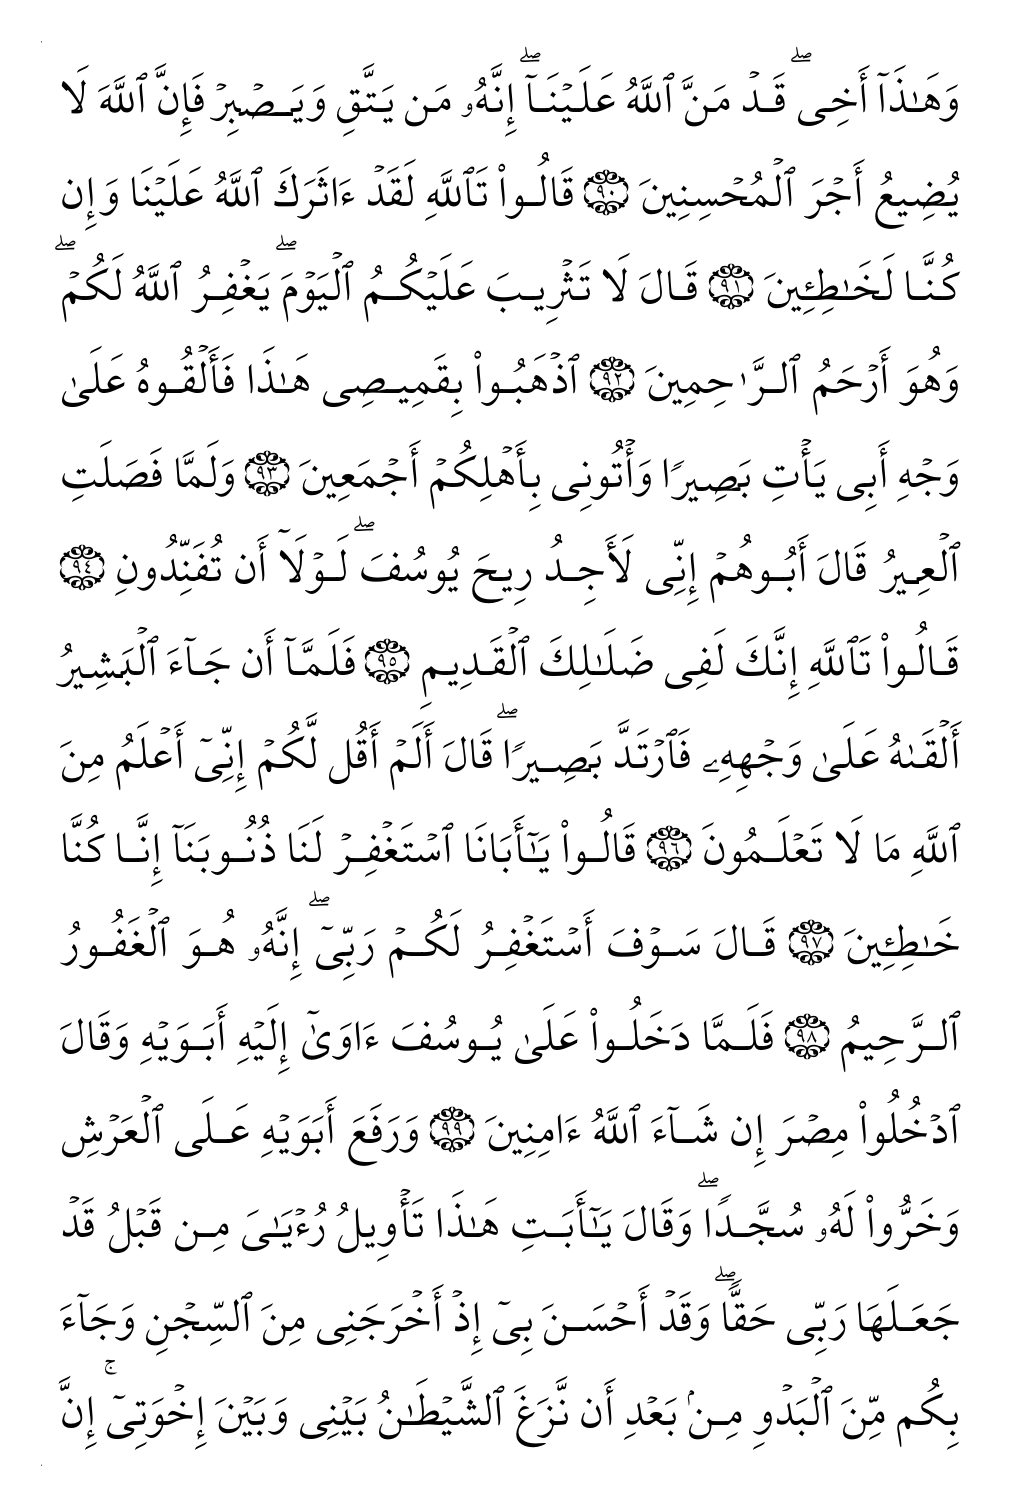 وَهَـٰذَآ أَخِى ۖ قَدْ مَنَّ ٱللَّهُ عَلَيْنَآ ۖ إِنَّهُۥ مَن يَتَّقِ وَيَصْبِرْ فَإِنَّ ٱللَّهَ لَا
يُضِيعُ أَجْرَ ٱلْمُحْسِنِينَ ۝٩٠ قَالُوا۟ تَٱللَّهِ لَقَدْ ءَاثَرَكَ ٱللَّهُ عَلَيْنَا وَإِن
كُنَّا لَخَـٰطِـِٔينَ ۝٩١ قَالَ لَا تَثْرِيبَ عَلَيْكُمُ ٱلْيَوْمَ ۖ يَغْفِرُ ٱللَّهُ لَكُمْ ۖ
وَهُوَ أَرْحَمُ ٱلرَّٰحِمِينَ ۝٩٢ ٱذْهَبُوا۟ بِقَمِيصِى هَـٰذَا فَأَلْقُوهُ عَلَىٰ
وَجْهِ أَبِى يَأْتِ بَصِيرًا وَأْتُونِى بِأَهْلِكُمْ أَجْمَعِينَ ۝٩٣ وَلَمَّا فَصَلَتِ
ٱلْعِيرُ قَالَ أَبُوهُمْ إِنِّى لَأَجِدُ رِيحَ يُوسُفَ ۖ لَوْلَآ أَن تُفَنِّدُونِ ۝٩٤
قَالُوا۟ تَٱللَّهِ إِنَّكَ لَفِى ضَلَـٰلِكَ ٱلْقَدِيمِ ۝٩٥ فَلَمَّآ أَن جَآءَ ٱلْبَشِيرُ
أَلْقَىٰهُ عَلَىٰ وَجْهِهِۦ فَٱرْتَدَّ بَصِيرًا ۖ قَالَ أَلَمْ أَقُل لَّكُمْ إِنِّىٓ أَعْلَمُ مِنَ
ٱللَّهِ مَا لَا تَعْلَمُونَ ۝٩٦ قَالُوا۟ يَـٰٓأَبَانَا ٱسْتَغْفِرْ لَنَا ذُنُوبَنَآ إِنَّا كُنَّا
خَـٰطِـِٔينَ ۝٩٧ قَالَ سَوْفَ أَسْتَغْفِرُ لَكُمْ رَبِّىٓ ۖ إِنَّهُۥ هُوَ ٱلْغَفُورُ
ٱلرَّحِيمُ ۝٩٨ فَلَمَّا دَخَلُوا۟ عَلَىٰ يُوسُفَ ءَاوَىٰٓ إِلَيْهِ أَبَوَيْهِ وَقَالَ
ٱدْخُلُوا۟ مِصْرَ إِن شَآءَ ٱللَّهُ ءَامِنِينَ ۝٩٩ وَرَفَعَ أَبَوَيْهِ عَلَى ٱلْعَرْشِ
وَخَرُّوا۟ لَهُۥ سُجَّدًا ۖ وَقَالَ يَـٰٓأَبَتِ هَـٰذَا تَأْوِيلُ رُءْيَـٰىَ مِن قَبْلُ قَدْ
جَعَلَهَا رَبِّى حَقًّا ۖ وَقَدْ أَحْسَنَ بِىٓ إِذْ أَخْرَجَنِى مِنَ ٱلسِّجْنِ وَجَآءَ
بِكُم مِّنَ ٱلْبَدْوِ مِنۢ بَعْدِ أَن نَّزَغَ ٱلشَّيْطَـٰنُ بَيْنِى وَبَيْنَ إِخْوَتِىٓ ۚ إِنَّ